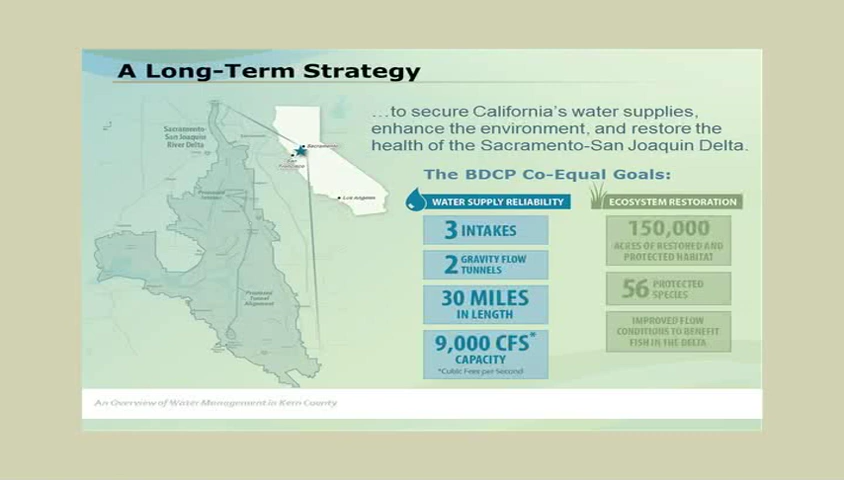 A Long-Term Strategy
...to secure California's water supplies,
enhance the environment, and restore the
health of the Sacramento-San Joaquin Delta.
Sacramento-
San Joaquin
River Delta
Sacramento
San
Francisco
Los Angeles
Proposed
Tunnel
Alignment
The BDCP Co-Equal Goals:
WATER SUPPLY RELIABILITY
3 INTAKES
2 GRAVITY FLOW
TUNNELS
30 MILES
IN LENGTH
9,000 CFS*
CAPACITY
*Cubic Feet per Second
ECOSYSTEM RESTORATION
150,000
ACRES OF RESTORED AND
PROTECTED HABITAT
56 PROTECTED
SPECIES
IMPROVED FLOW
CONDITIONS TO BENEFIT
FISH IN THE DELTA
An Overview of Water Management in Kern County